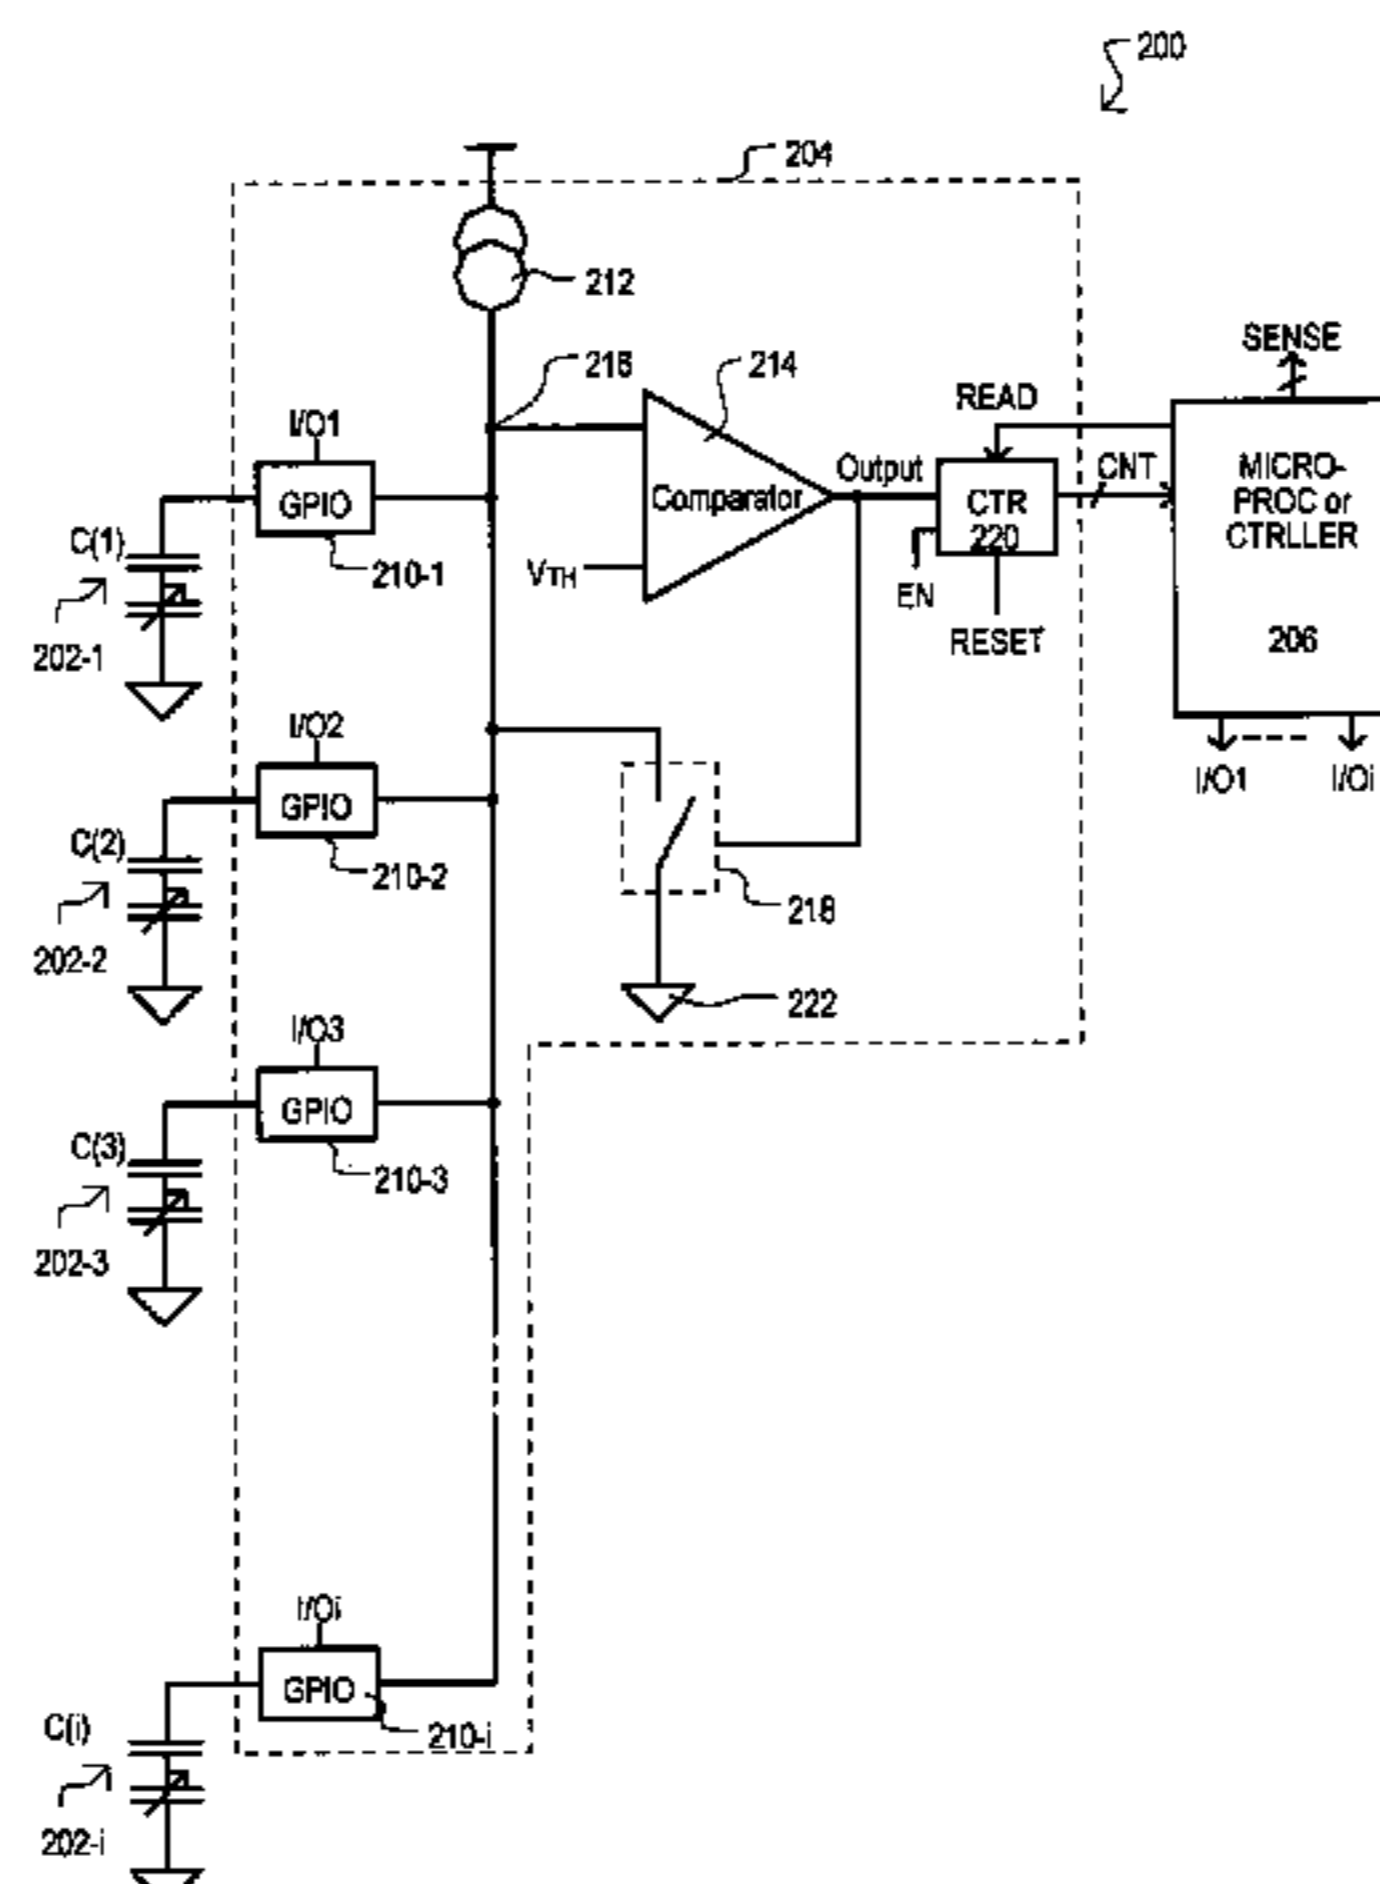 200
204
212
216
214
SENSE
READ
I/O1
GPIO
210-1
C(1)
202-1
Comparator
VTH
Output
CTR
220
EN
RESET
CNT
MICRO-
PROC or
CTRLLER
206
I/O1
I/Oi
I/O2
GPIO
210-2
C(2)
202-2
218
222
I/O3
GPIO
210-3
C(3)
202-3
I/Oi
GPIO
210-i
C(i)
202-i